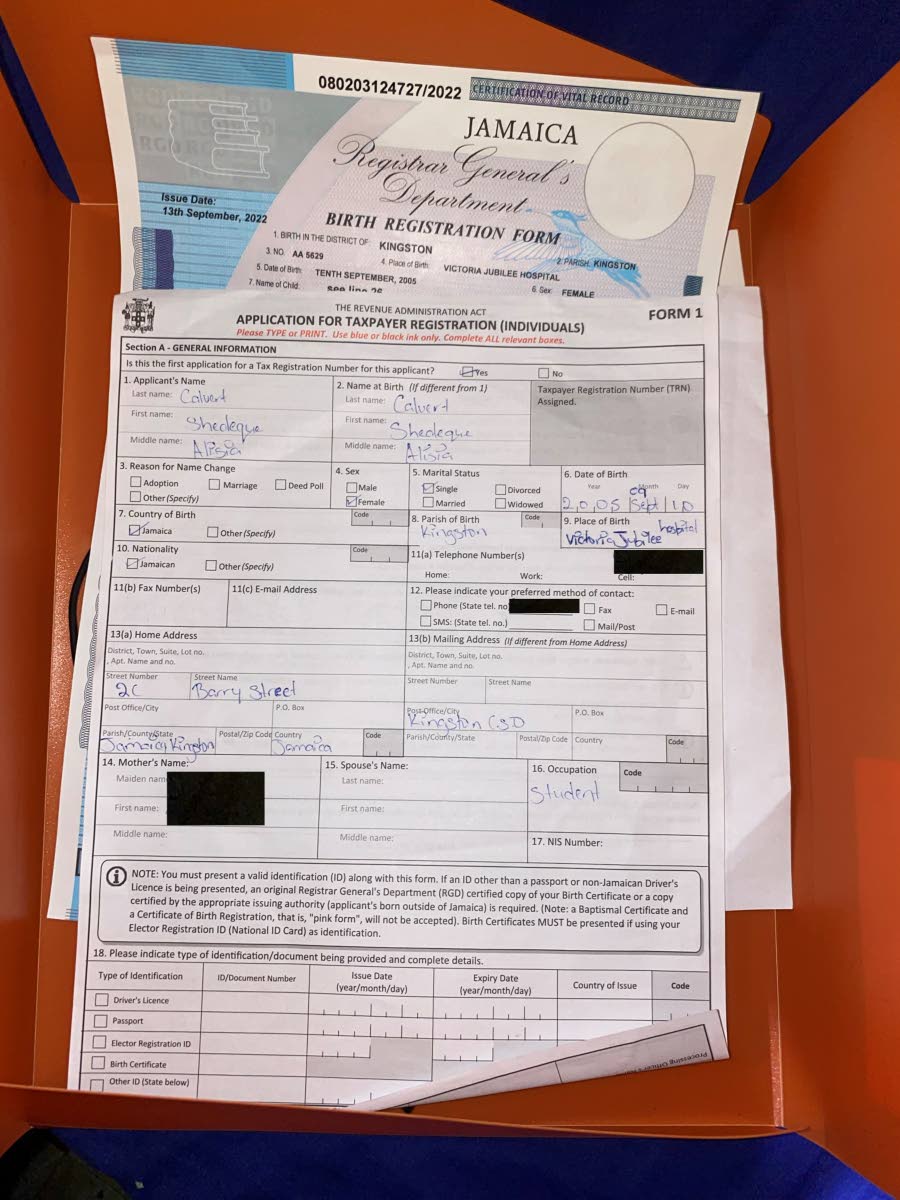 080203124727/2022
CERTIFICATION OF VITAL RECORD
JAMAICA
Registrar General's
Department
Issue Date:
13th September, 2022
BIRTH REGISTRATION FORM
1. BIRTH IN THE DISTRICT OF KINGSTON
2. PARISH. KINGSTON
3. NO. AA 5629
4. Place of Birth VICTORIA JUBILEE HOSPITAL
5. Date of Birth TENTH SEPTEMBER, 2005
6. Sex FEMALE
7. Name of Child: see line 26
THE REVENUE ADMINISTRATION ACT
APPLICATION FOR TAXPAYER REGISTRATION (INDIVIDUALS)
FORM 1
Please TYPE or PRINT. Use blue or black ink only. Complete ALL relevant boxes.
Section A - GENERAL INFORMATION
Is this the first application for a Tax Registration Number for this applicant? Yes No
1. Applicant's Name
Last name: Calvert
First name: Shedeque
Middle name: Alisia
2. Name at Birth (If different from 1)
Last name: Calvert
First name: Shedeque
Middle name: Alisia
Taxpayer Registration Number (TRN)
Assigned.
3. Reason for Name Change
Adoption Marriage Deed Poll
Other (Specify)
4. Sex
Male
Female
5. Marital Status
Single Divorced
Married Widowed
6. Date of Birth
Year Month Day
09
2005 Sept 10
7. Country of Birth
Code
Jamaica Other (Specify)
8. Parish of Birth
Code
Kingston
9. Place of Birth
Victoria Jubilee hospital
10. Nationality
Code
Jamaican Other (Specify)
11(a) Telephone Number(s)
Home: Work: Cell:
11(b) Fax Number(s)
11(c) E-mail Address
12. Please indicate your preferred method of contact:
Phone (State tel. no Fax E-mail
SMS: (State tel. no.) Mail/Post
13(a) Home Address
District, Town, Suite, Lot no.
, Apt. Name and no.
Street Number Street Name
2C Barry Street
Post Office/City P.O. Box
Parish/County/State Postal/Zip Code Country Code
Jamaica Kingston Jamaica
13(b) Mailing Address (If different from Home Address)
District, Town, Suite, Lot no.
, Apt. Name and no.
Street Number Street Name
Post Office/City P.O. Box
Kingston CSO
Parish/County/State Postal/Zip Code Country Code
14. Mother's Name:
Maiden nam
First name:
Middle name:
15. Spouse's Name:
Last name:
First name:
Middle name:
16. Occupation Code
Student
17. NIS Number:
NOTE: You must present a valid identification (ID) along with this form. If an ID other than a passport or non-Jamaican Driver's
Licence is being presented, an original Registrar General's Department (RGD) certified copy of your Birth Certificate or a copy
certified by the appropriate issuing authority (applicant's born outside of Jamaica) is required. (Note: a Baptismal Certificate and
a Certificate of Birth Registration, that is, "pink form", will not be accepted). Birth Certificates MUST be presented if using your
Elector Registration ID (National ID Card) as identification.
18. Please indicate type of identification/document being provided and complete details.
Type of Identification ID/Document Number Issue Date (year/month/day) Expiry Date (year/month/day) Country of Issue Code
Driver's Licence
Passport
Elector Registration ID
Birth Certificate
Other ID (State below)